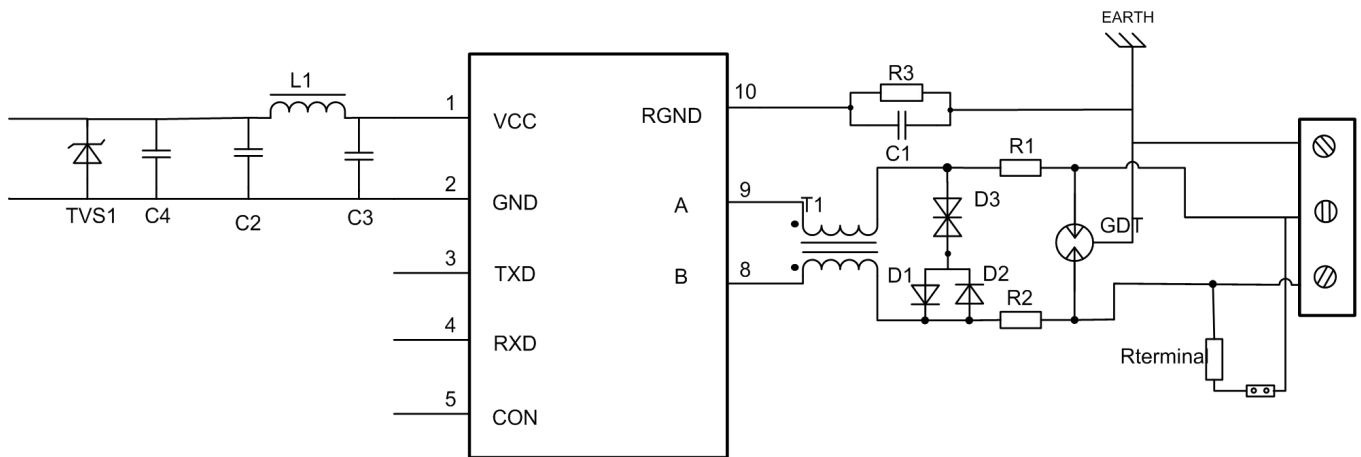 EARTH
L1
R3
1
10
VCC
RGND
C1
R1
2
9
T1
D3
GND
A
TVS1
C4
C2
C3
GDT
3
8
TXD
B
D1
D2
R2
4
RXD
Rterminal
5
CON